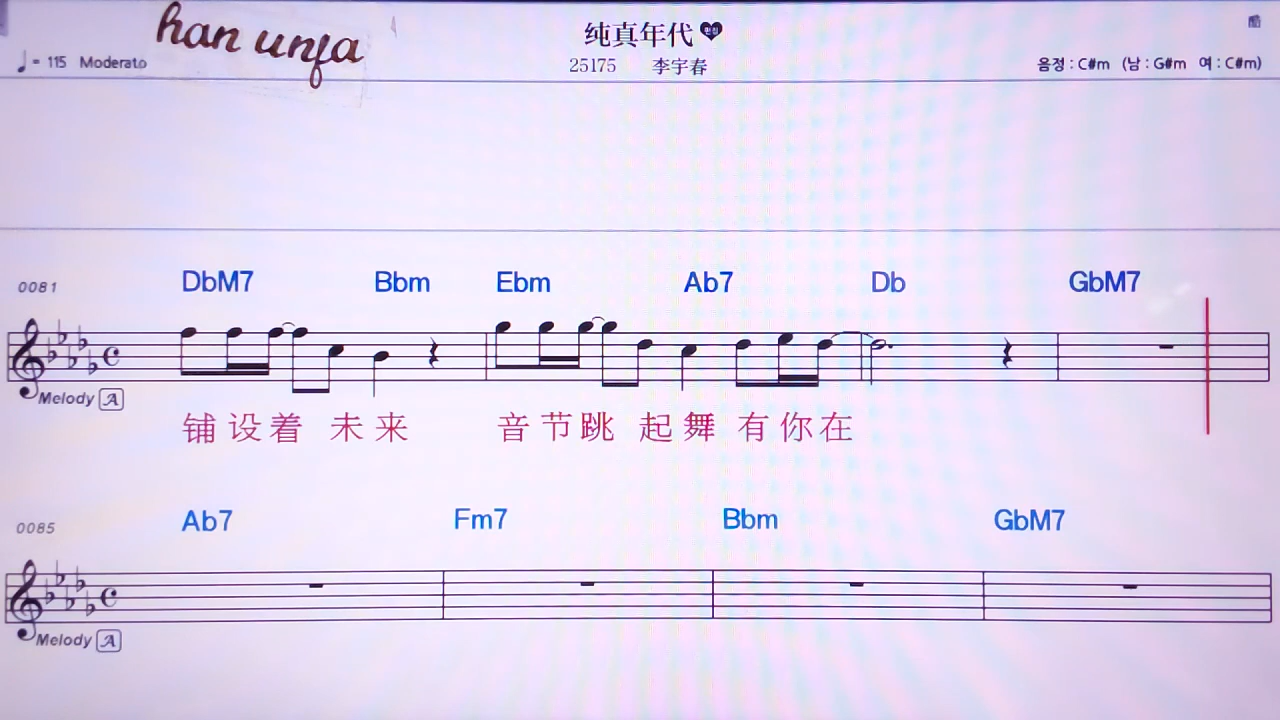 han unfa
纯真年代
♩= 115 Moderato
25175 李宇春
음정 : C#m (남 : G#m 여 : C#m)
0081 DbM7 Bbm Ebm Ab7 Db GbM7
Melody A
铺设着 未来 音节跳 起舞 有你在
0085 Ab7 Fm7 Bbm GbM7
Melody A